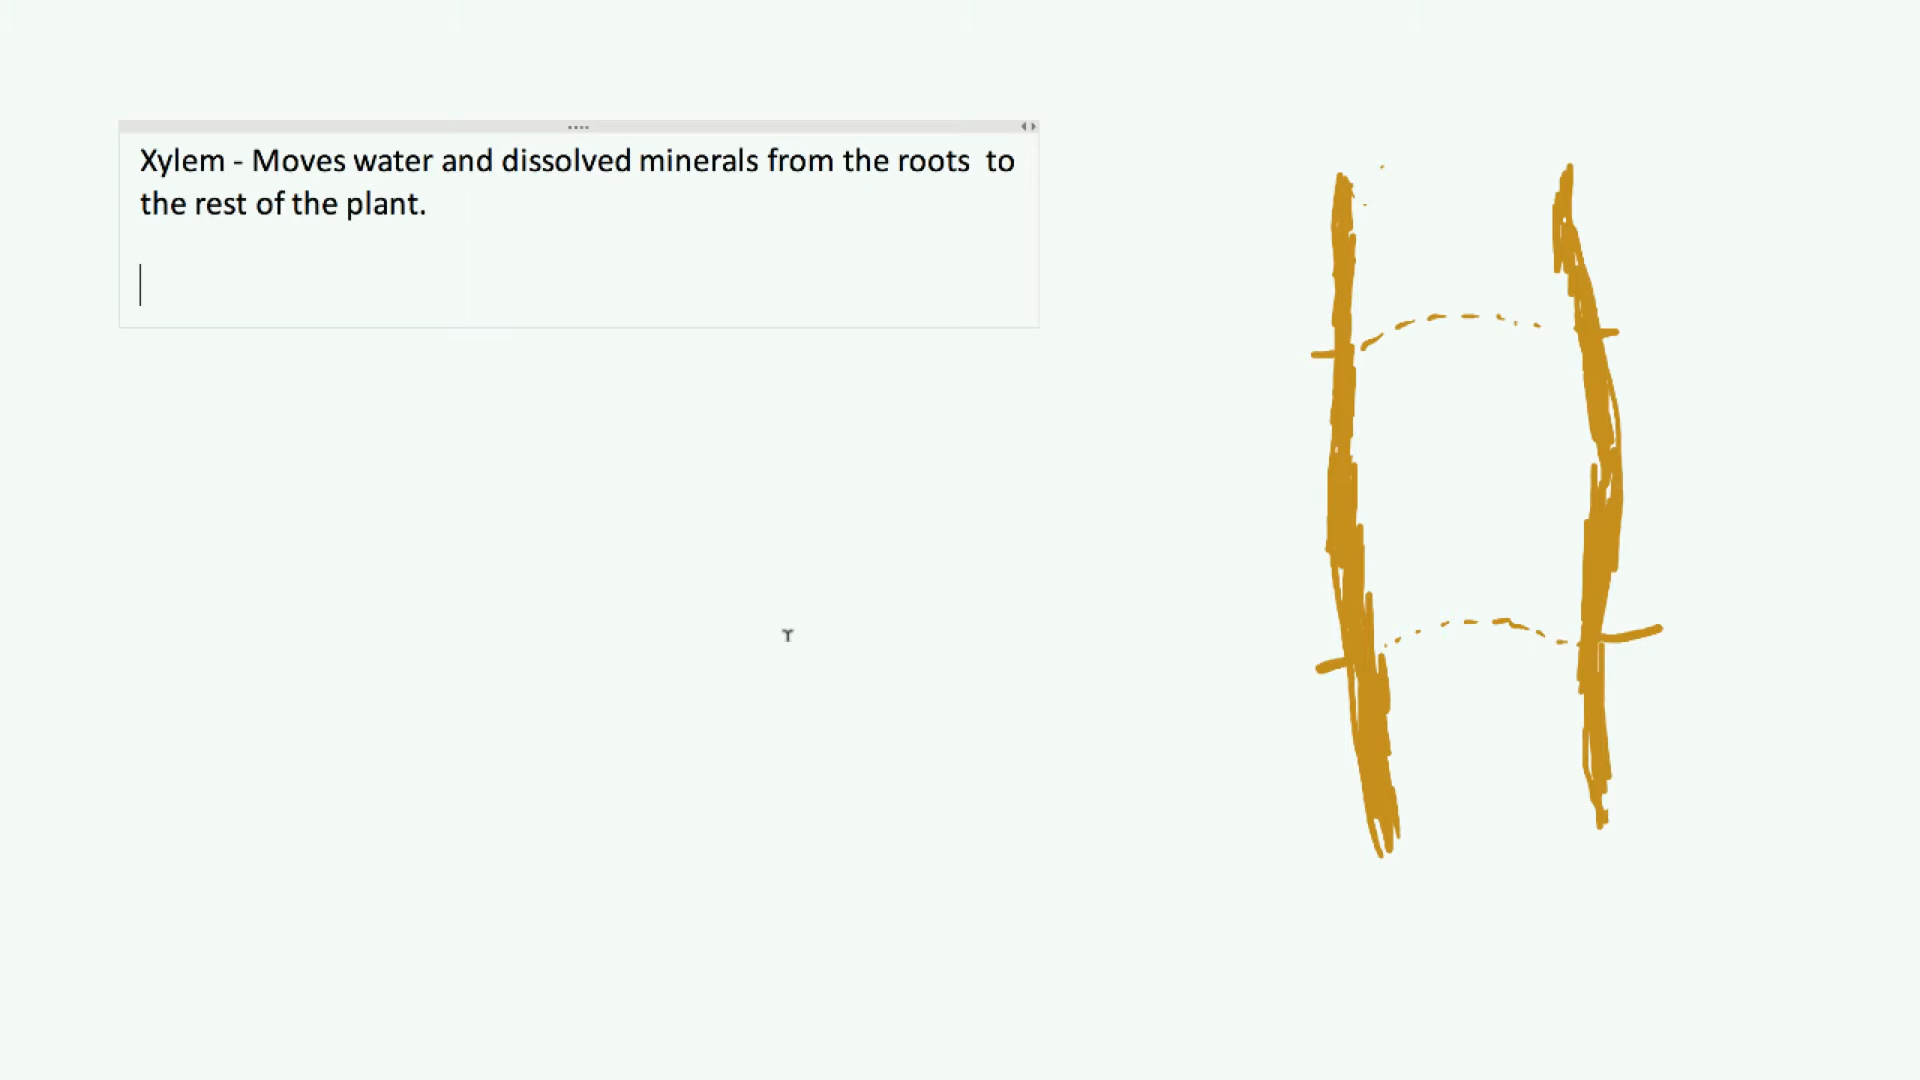 Xylem - Moves water and dissolved minerals from the roots  to
the rest of the plant.